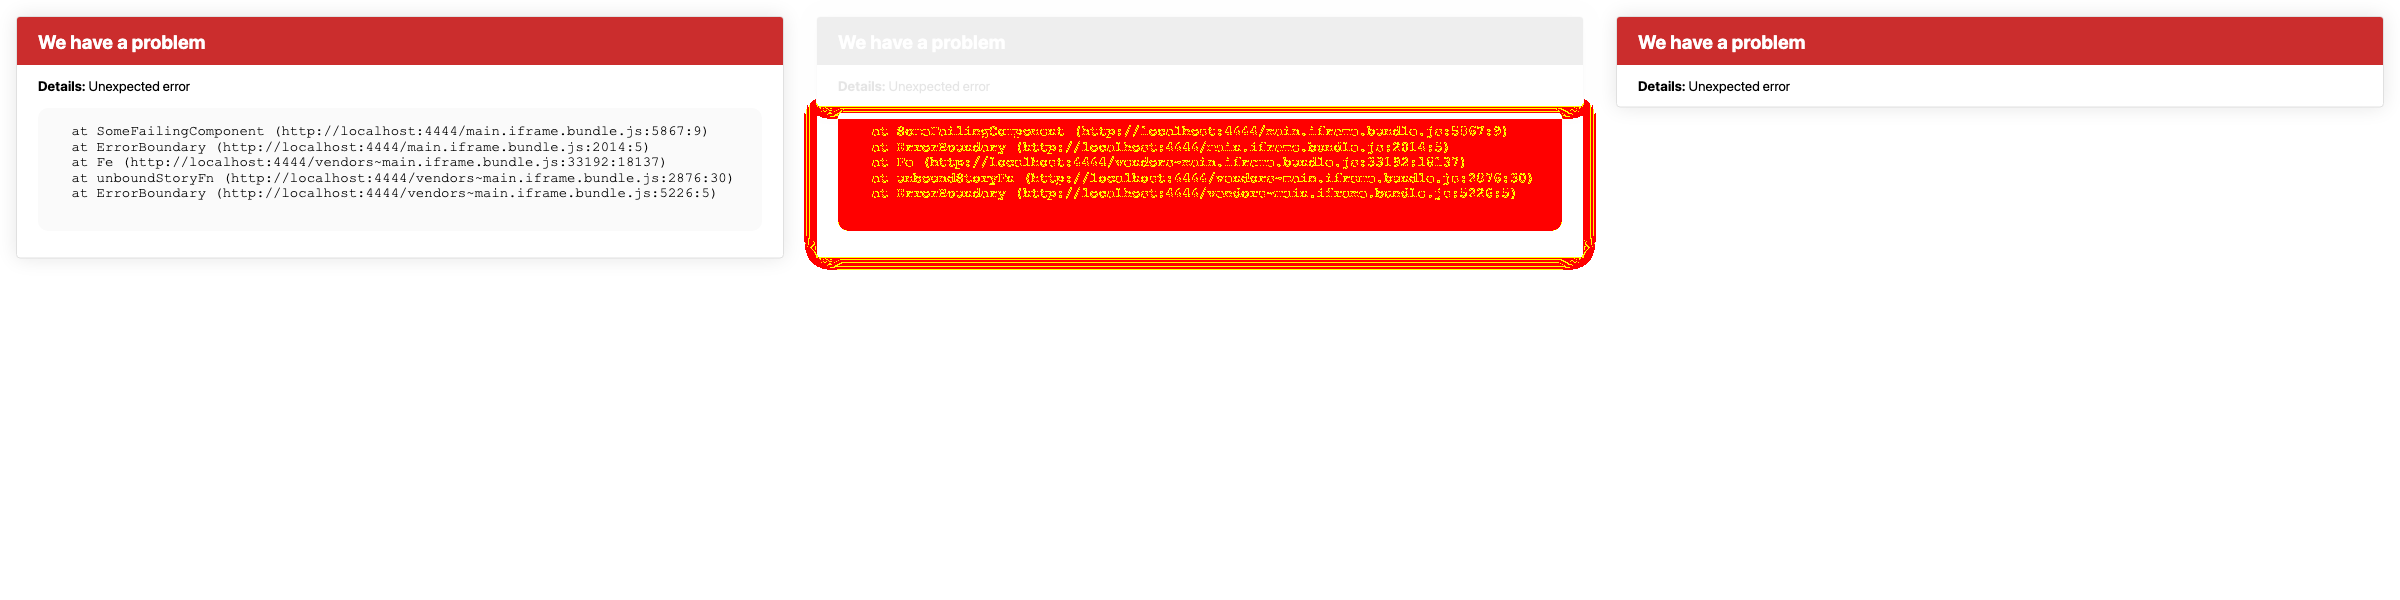 We have a problem
Details: Unexpected error
at SomeFailingComponent (http://localhost:4444/main.iframe.bundle.js:5867:9)
at ErrorBoundary (http://localhost:4444/main.iframe.bundle.js:2014:5)
at Fe (http://localhost:4444/vendors~main.iframe.bundle.js:33192:18137)
at unboundStoryFn (http://localhost:4444/vendors~main.iframe.bundle.js:2876:30)
at ErrorBoundary (http://localhost:4444/vendors~main.iframe.bundle.js:5226:5)
We have a problem
Details: Unexpected error
at SomeFailingComponent (http://localhost:4444/main.iframe.bundle.js:5867:9)
at ErrorBoundary (http://localhost:4444/main.iframe.bundle.js:2014:5)
at Fe (http://localhost:4444/vendors~main.iframe.bundle.js:33192:18137)
at unboundStoryFn (http://localhost:4444/vendors~main.iframe.bundle.js:2876:30)
at ErrorBoundary (http://localhost:4444/vendors~main.iframe.bundle.js:5226:5)
We have a problem
Details: Unexpected error